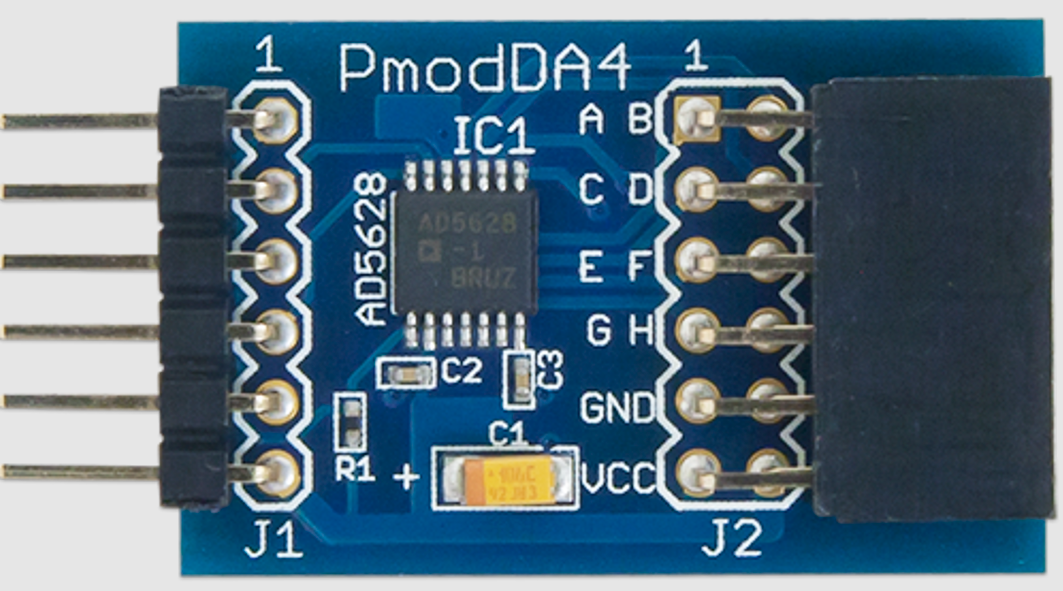 1
PmodDA4
1
A B
IC1
C D
AD5628
AD5628
-1
BRUZ
E F
G H
C2
C3
GND
C1
R1
+
VCC
J1
J2